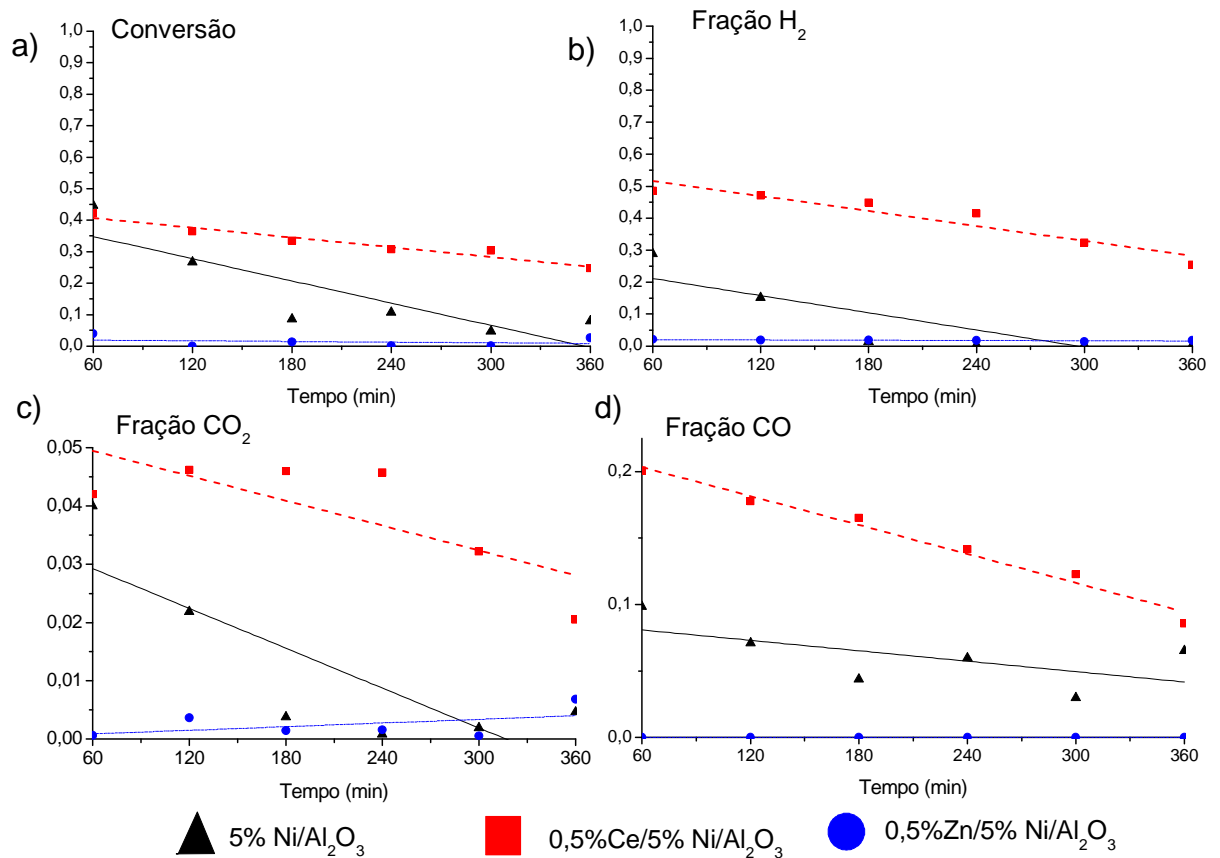 a)
Conversão
1,0
0,9
0,8
0,7
0,6
0,5
0,4
0,3
0,2
0,1
0,0
60 120 180 240 300 360
Tempo (min)
b)
Fração H2
1,0
0,9
0,8
0,7
0,6
0,5
0,4
0,3
0,2
0,1
0,0
60 120 180 240 300 360
Tempo (min)
c)
Fração CO2
0,05
0,04
0,03
0,02
0,01
0,00
60 120 180 240 300 360
Tempo (min)
d)
Fração CO
0,2
0,1
0,0
60 120 180 240 300 360
Tempo (min)
5% Ni/Al2O3 0,5%Ce/5% Ni/Al2O3 0,5%Zn/5% Ni/Al2O3